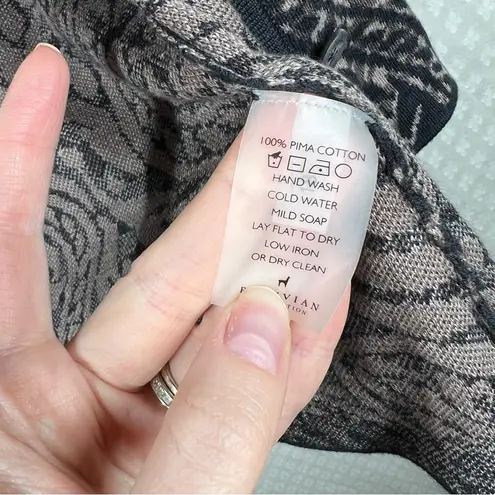 100% PIMA COTTON
HAND WASH
COLD WATER
MILD SOAP
LAY FLAT TO DRY
LOW IRON
OR DRY CLEAN